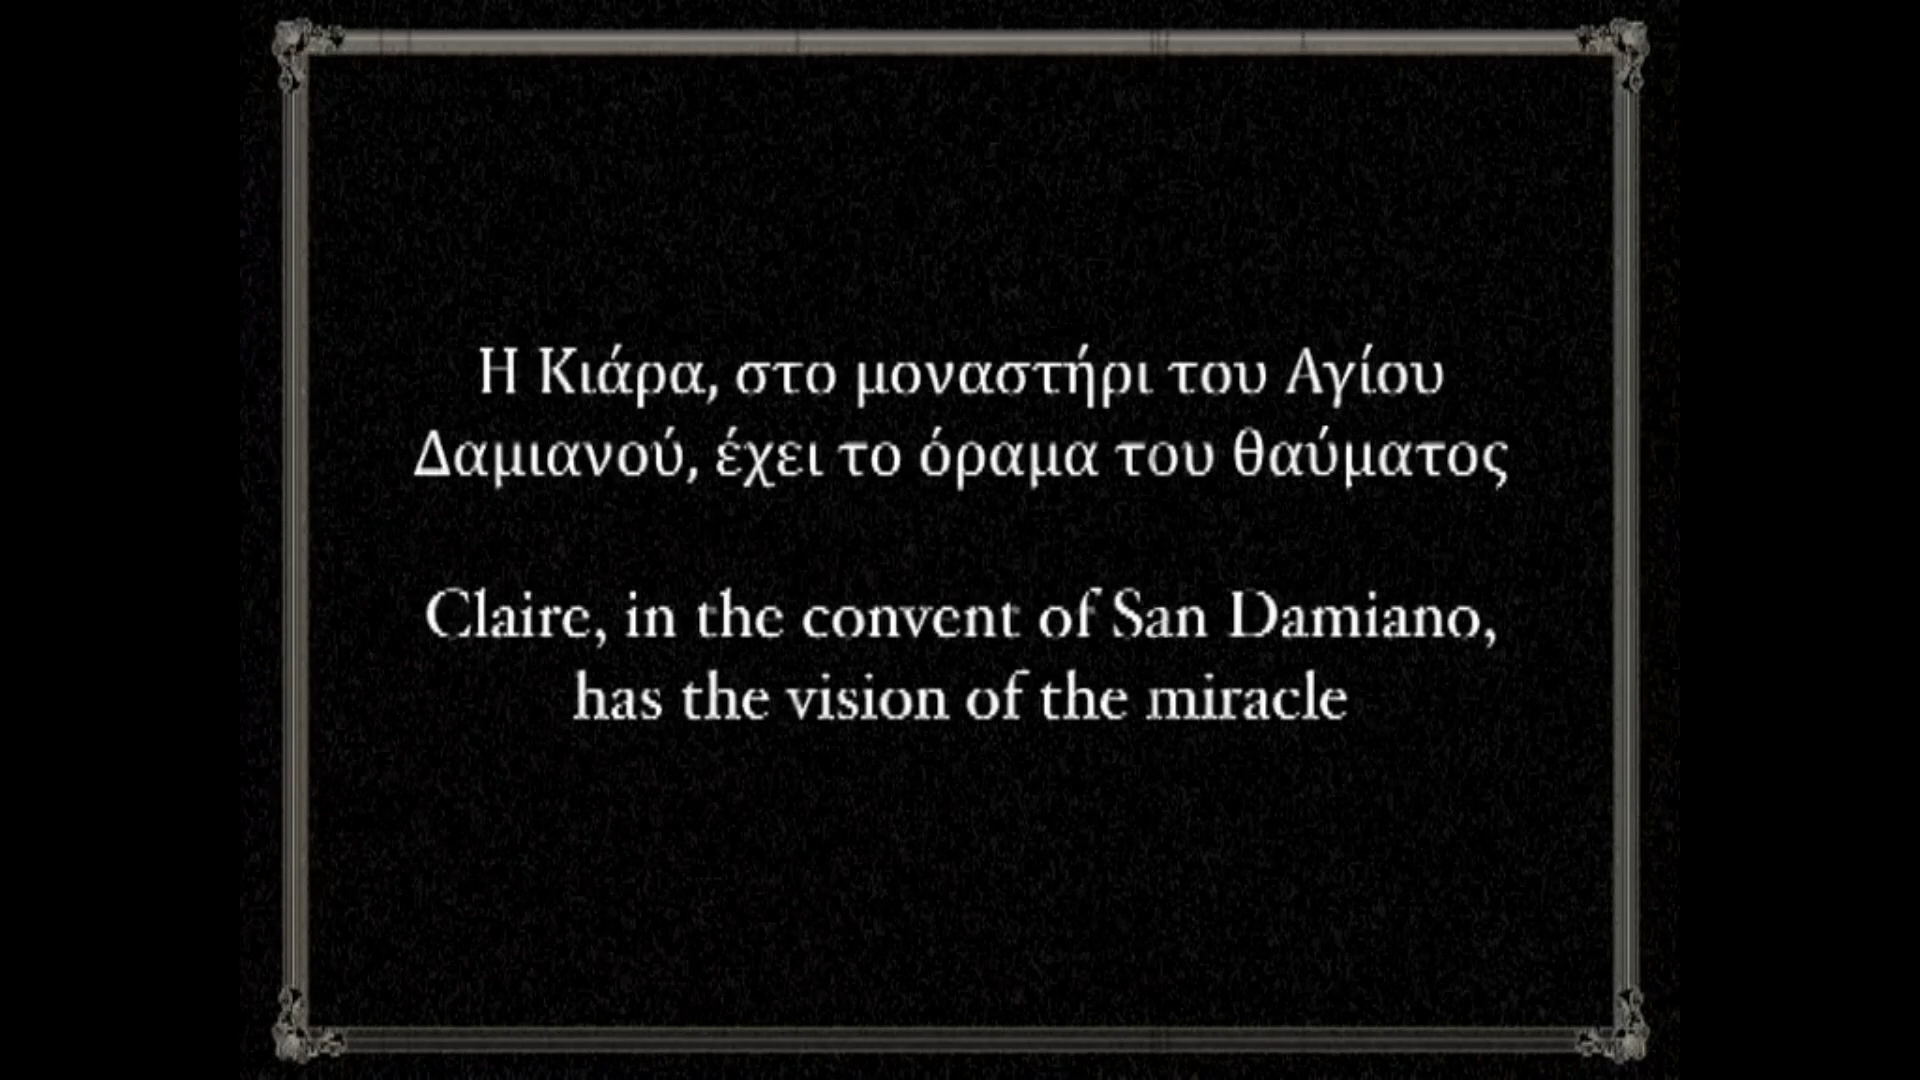 Η Κιάρα, στο μοναστήρι του Αγίου
Δαμιανού, έχει το όραμα του θαύματος
Claire, in the convent of San Damiano,
has the vision of the miracle